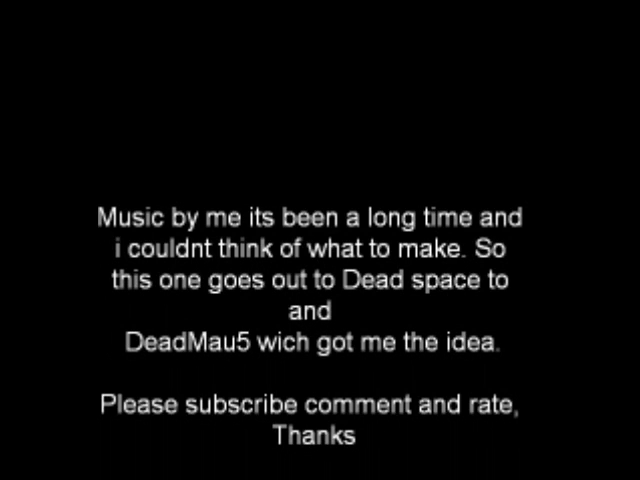 Music by me its been a long time and
i couldnt think of what to make. So
this one goes out to Dead space to
and
DeadMau5 wich got me the idea.
Please subscribe comment and rate,
Thanks